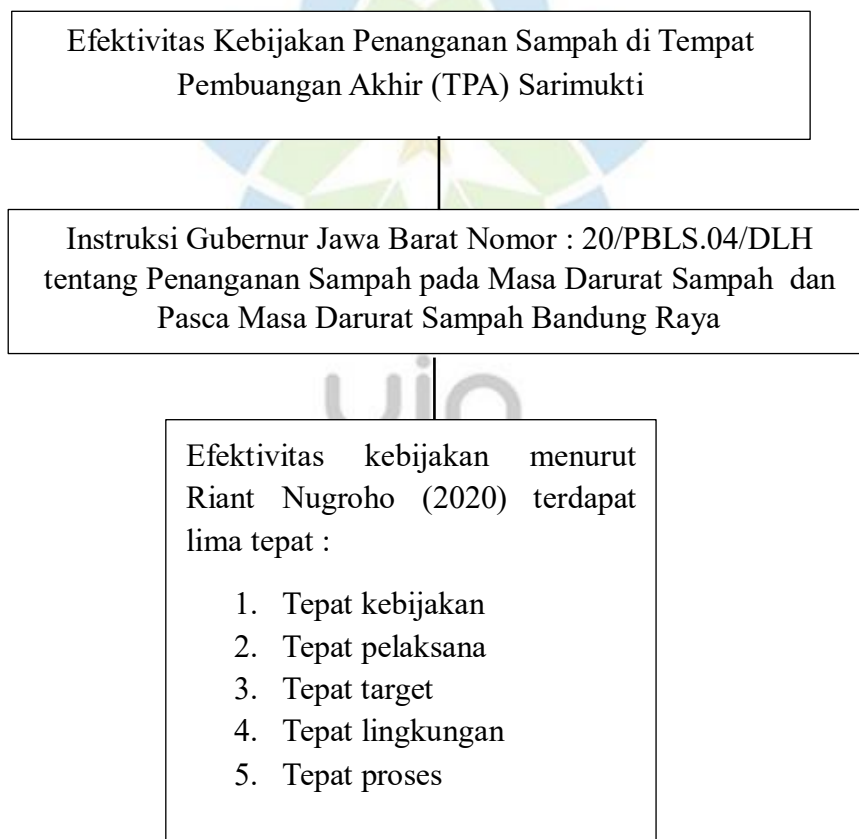 Efektivitas Kebijakan Penanganan Sampah di Tempat
Pembuangan Akhir (TPA) Sarimukti
Instruksi Gubernur Jawa Barat Nomor : 20/PBLS.04/DLH
tentang Penanganan Sampah pada Masa Darurat Sampah dan
Pasca Masa Darurat Sampah Bandung Raya
uin
Efektivitas kebijakan menurut
Riant Nugroho (2020) terdapat
lima tepat :
1. Tepat kebijakan
2. Tepat pelaksana
3. Tepat target
4. Tepat lingkungan
5. Tepat proses